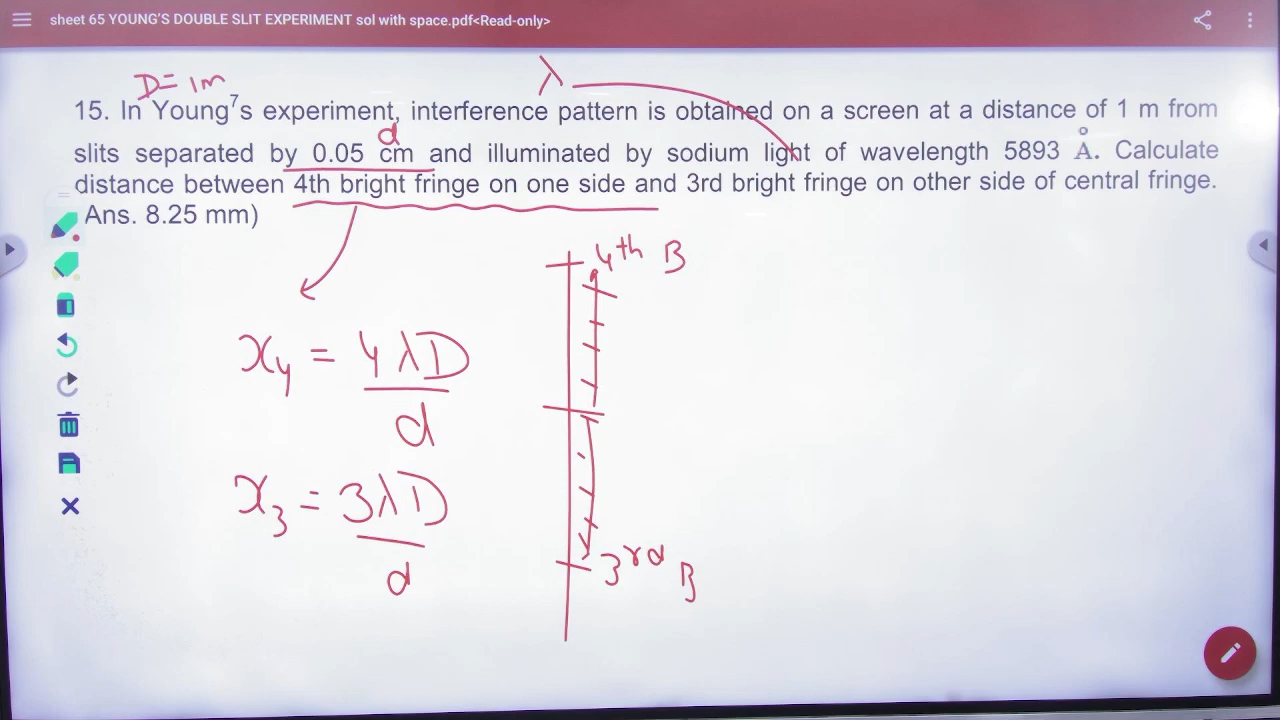 sheet 65 YOUNG'S DOUBLE SLIT EXPERIMENT sol with space.pdf<Read-only>
D= 1m
λ
15. In Young⁷s experiment, interference pattern is obtained on a screen at a distance of 1 m from
d
slits separated by 0.05 cm and illuminated by sodium light of wavelength 5893 Å. Calculate
distance between 4th bright fringe on one side and 3rd bright fringe on other side of central fringe.
Ans. 8.25 mm)
4th B
x₄ = 4λD
d
x₃ = 3λD
d
3rd B